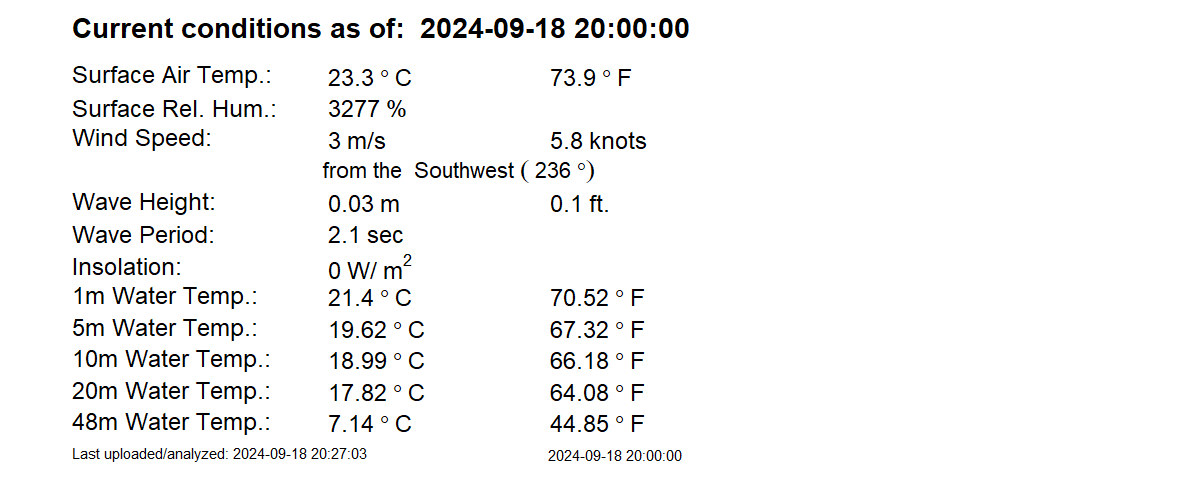 Current conditions as of:  2024-09-18 20:00:00
Surface Air Temp.: 23.3 ° C 73.9 ° F
Surface Rel. Hum.: 3277 %
Wind Speed: 3 m/s 5.8 knots
from the  Southwest ( 236 °)
Wave Height: 0.03 m 0.1 ft.
Wave Period: 2.1 sec
Insolation: 0 W/ m²
1m Water Temp.: 21.4 ° C 70.52 ° F
5m Water Temp.: 19.62 ° C 67.32 ° F
10m Water Temp.: 18.99 ° C 66.18 ° F
20m Water Temp.: 17.82 ° C 64.08 ° F
48m Water Temp.: 7.14 ° C 44.85 ° F
Last uploaded/analyzed: 2024-09-18 20:27:03 2024-09-18 20:00:00